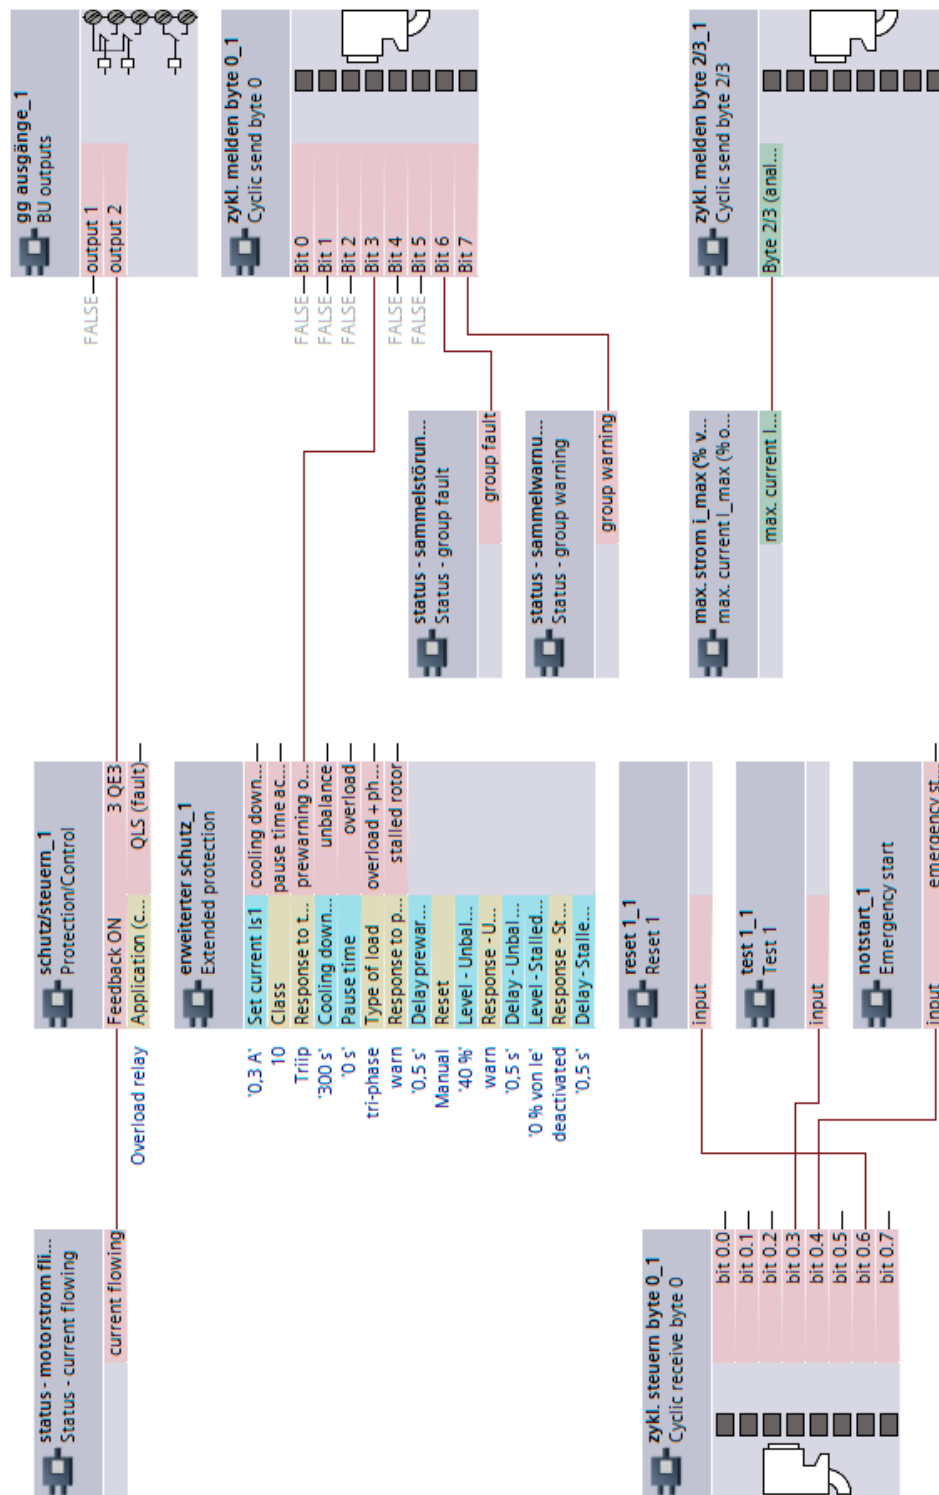 status - motorstrom fli...
Status - current flowing
current flowing
schutz/steuern_1
Protection/Control
Feedback ON
3 QE3
Overload relay
Application (c...
QLS (fault)
gg ausgänge_1
BU outputs
FALSE
output 1
output 2
erweiterter schutz_1
Extended protection
'0,3 A'
Set current Is1
cooling down...
10
Class
pause time ac...
Triip
Response to t...
prewarning o...
'300 s'
Cooling down...
unbalance
'0 s'
Pause time
overload
tri-phase
Type of load
overload + ph...
warn
Response to p...
stalled rotor
'0,5 s'
Delay prewar...
Manual
Reset
'40 %'
Level - Unbal...
warn
Response - U...
'0,5 s'
Delay - Unbal...
'0 % von Ie'
Level - Stalled...
deactivated
Response - St...
'0,5 s'
Delay - Stalle...
zykl. melden byte 0_1
Cyclic send byte 0
FALSE
Bit 0
FALSE
Bit 1
FALSE
Bit 2
Bit 3
FALSE
Bit 4
FALSE
Bit 5
Bit 6
Bit 7
status - sammelstörun...
Status - group fault
group fault
status - sammelwarnu...
Status - group warning
group warning
zykl. steuern byte 0_1
Cyclic receive byte 0
bit 0.0
bit 0.1
bit 0.2
bit 0.3
bit 0.4
bit 0.5
bit 0.6
bit 0.7
reset 1_1
Reset 1
input
test 1_1
Test 1
input
notstart_1
Emergency start
input
emergency st...
max. strom i_max (% v...
max. current I_max (% o...
max. current I...
zykl. melden byte 2/3_1
Cyclic send byte 2/3
Byte 2/3 (anal...